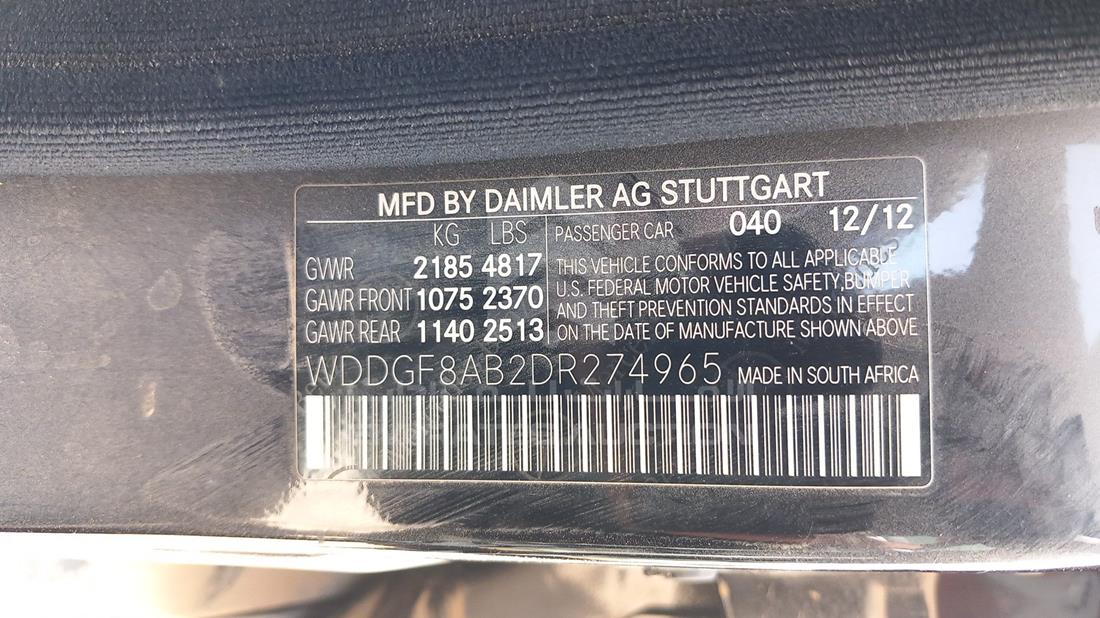 MFD BY DAIMLER AG STUTTGART
KG LBS
GVWR 2185 4817
GAWR FRONT 1075 2370
GAWR REAR 1140 2513
PASSENGER CAR 040 12/12
THIS VEHICLE CONFORMS TO ALL APPLICABLE
U.S. FEDERAL MOTOR VEHICLE SAFETY,BUMPER
AND THEFT PREVENTION STANDARDS IN EFFECT
ON THE DATE OF MANUFACTURE SHOWN ABOVE
WDDGF8AB2DR274965 MADE IN SOUTH AFRICA